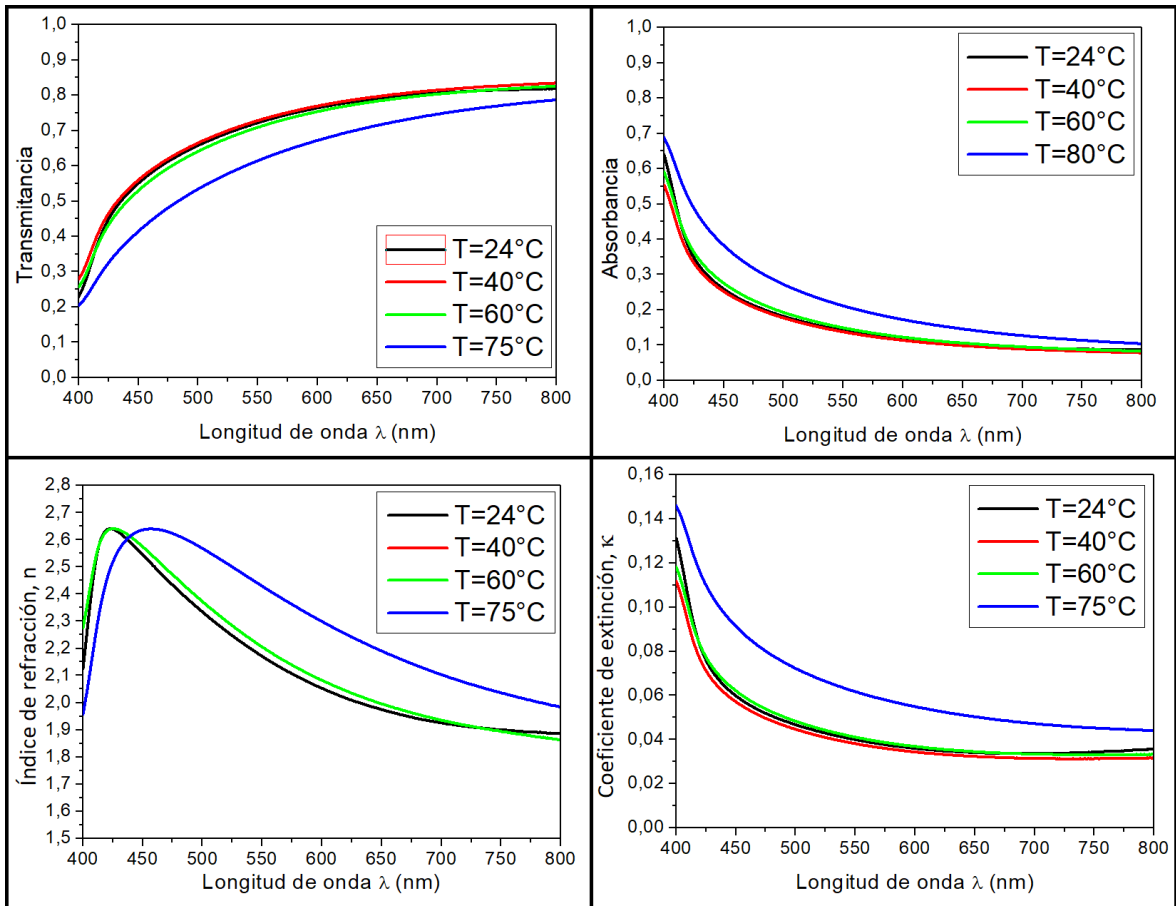 1,0
0,9
0,8
0,7
0,6
0,5
0,4
0,3
0,2
0,1
0,0
Transmitancia
T=24°C
T=40°C
T=60°C
T=75°C
400 450 500 550 600 650 700 750 800
Longitud de onda λ (nm)
1,0
0,9
0,8
0,7
0,6
0,5
0,4
0,3
0,2
0,1
0,0
Absorbancia
T=24°C
T=40°C
T=60°C
T=80°C
400 450 500 550 600 650 700 750 800
Longitud de onda λ (nm)
2,8
2,7
2,6
2,5
2,4
2,3
2,2
2,1
2,0
1,9
1,8
1,7
1,6
1,5
Índice de refracción, n
T=24°C
T=40°C
T=60°C
T=75°C
400 450 500 550 600 650 700 750 800
Longitud de onda λ (nm)
0,16
0,14
0,12
0,10
0,08
0,06
0,04
0,02
0,00
Coeficiente de extinción, κ
T=24°C
T=40°C
T=60°C
T=75°C
400 450 500 550 600 650 700 750 800
Longitud de onda λ (nm)